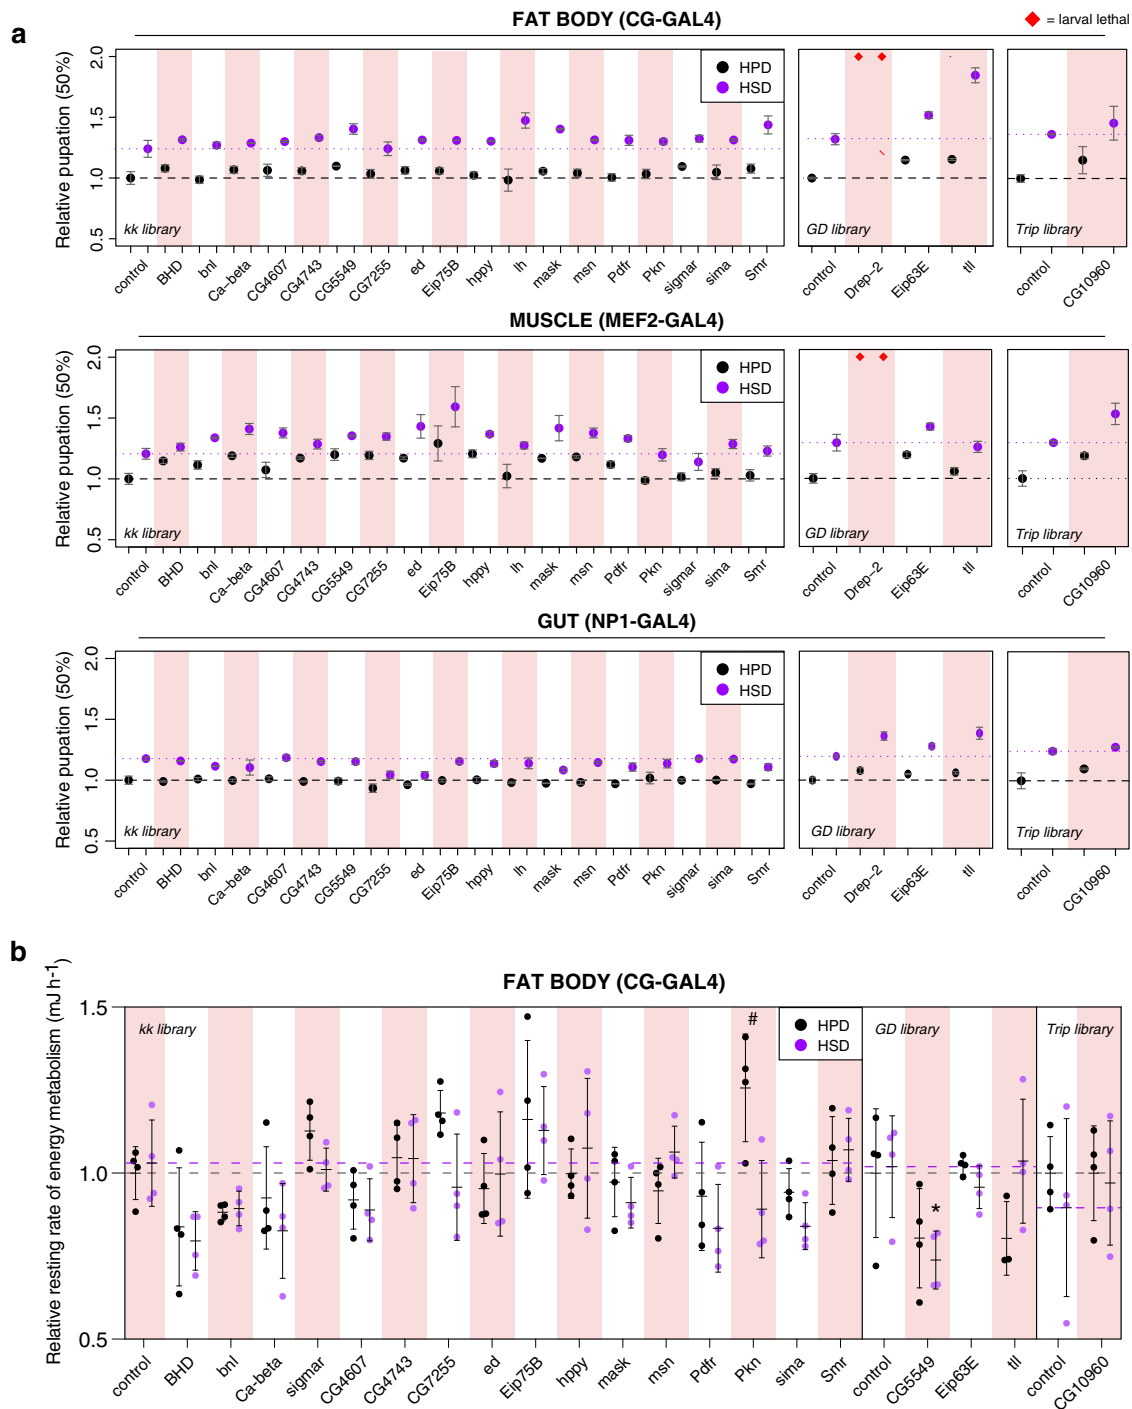 a
FAT BODY (CG-GAL4)
= larval lethal
Relative pupation (50%)
2.0
1.5
1.0
0.5
HPD
HSD
kk library
GD library
Trip library
control BHD bnl Ca-beta CG4607 CG4743 CG5549 CG7255 ed Eip75B hppy Ih mask msn Pdfr Pkn sigmar sima Smr
control Drep-2 Eip63E tll
control CG10960
MUSCLE (MEF2-GAL4)
Relative pupation (50%)
2.0
1.5
1.0
0.5
HPD
HSD
kk library
GD library
Trip library
control BHD bnl Ca-beta CG4607 CG4743 CG5549 CG7255 ed Eip75B hppy Ih mask msn Pdfr Pkn sigmar sima Smr
control Drep-2 Eip63E tll
control CG10960
GUT (NP1-GAL4)
Relative pupation (50%)
2.0
1.5
1.0
0.5
HPD
HSD
kk library
GD library
Trip library
control BHD bnl Ca-beta CG4607 CG4743 CG5549 CG7255 ed Eip75B hppy Ih mask msn Pdfr Pkn sigmar sima Smr
control Drep-2 Eip63E tll
control CG10960
b
FAT BODY (CG-GAL4)
Relative resting rate of energy metabolism (mJ h-1)
1.5
1.0
0.5
kk library
#
HPD
HSD
GD library
Trip library
*
control BHD bnl Ca-beta sigmar CG4607 CG4743 CG7255 ed Eip75B hppy mask msn Pdfr Pkn sima Smr
control CG5549 Eip63E tll
control CG10960